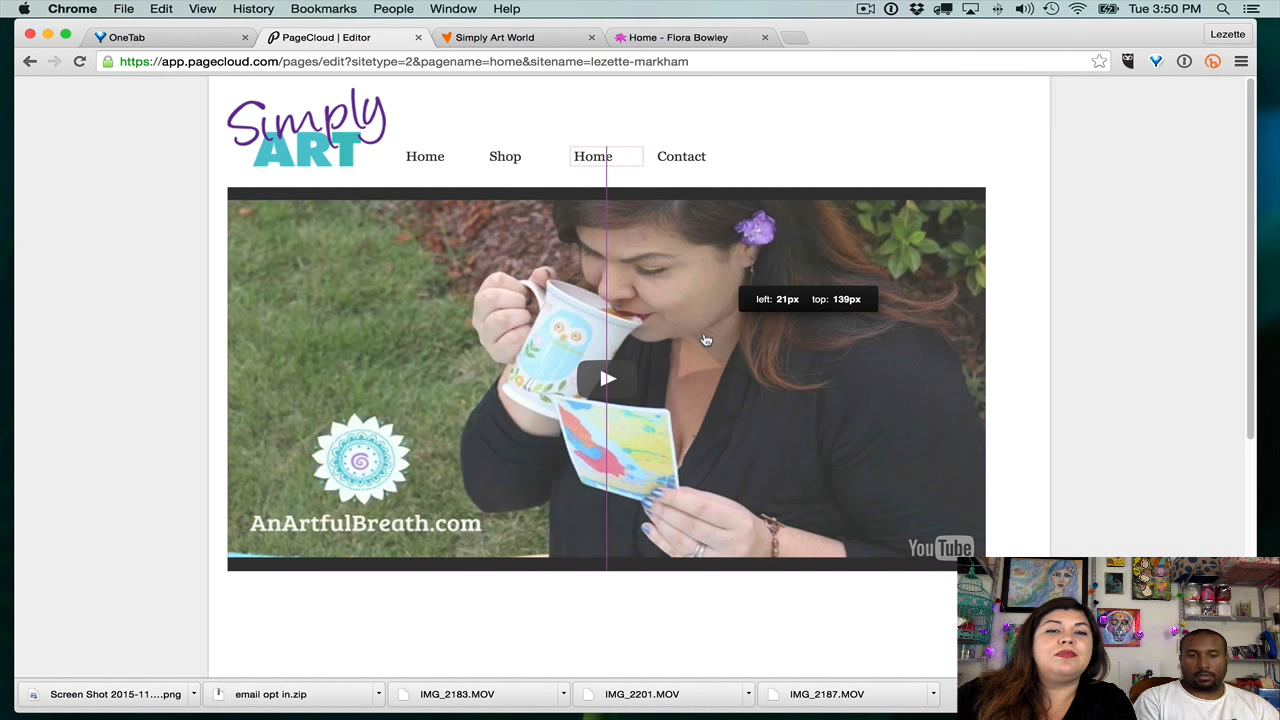 Chrome File Edit View History Bookmarks People Window Help Tue 3:50 PM
OneTab PageCloud | Editor Simply Art World Home - Flora Bowley Lezette
https://app.pagecloud.com/pages/edit?sitetype=2&pagename=home&sitename=lezette-markham
Simply
ART
Home Shop Home Contact
left: 21px top: 139px
AnArtfulBreath.com
YouTube
Screen Shot 2015-11....png email opt in.zip IMG_2183.MOV IMG_2201.MOV IMG_2187.MOV